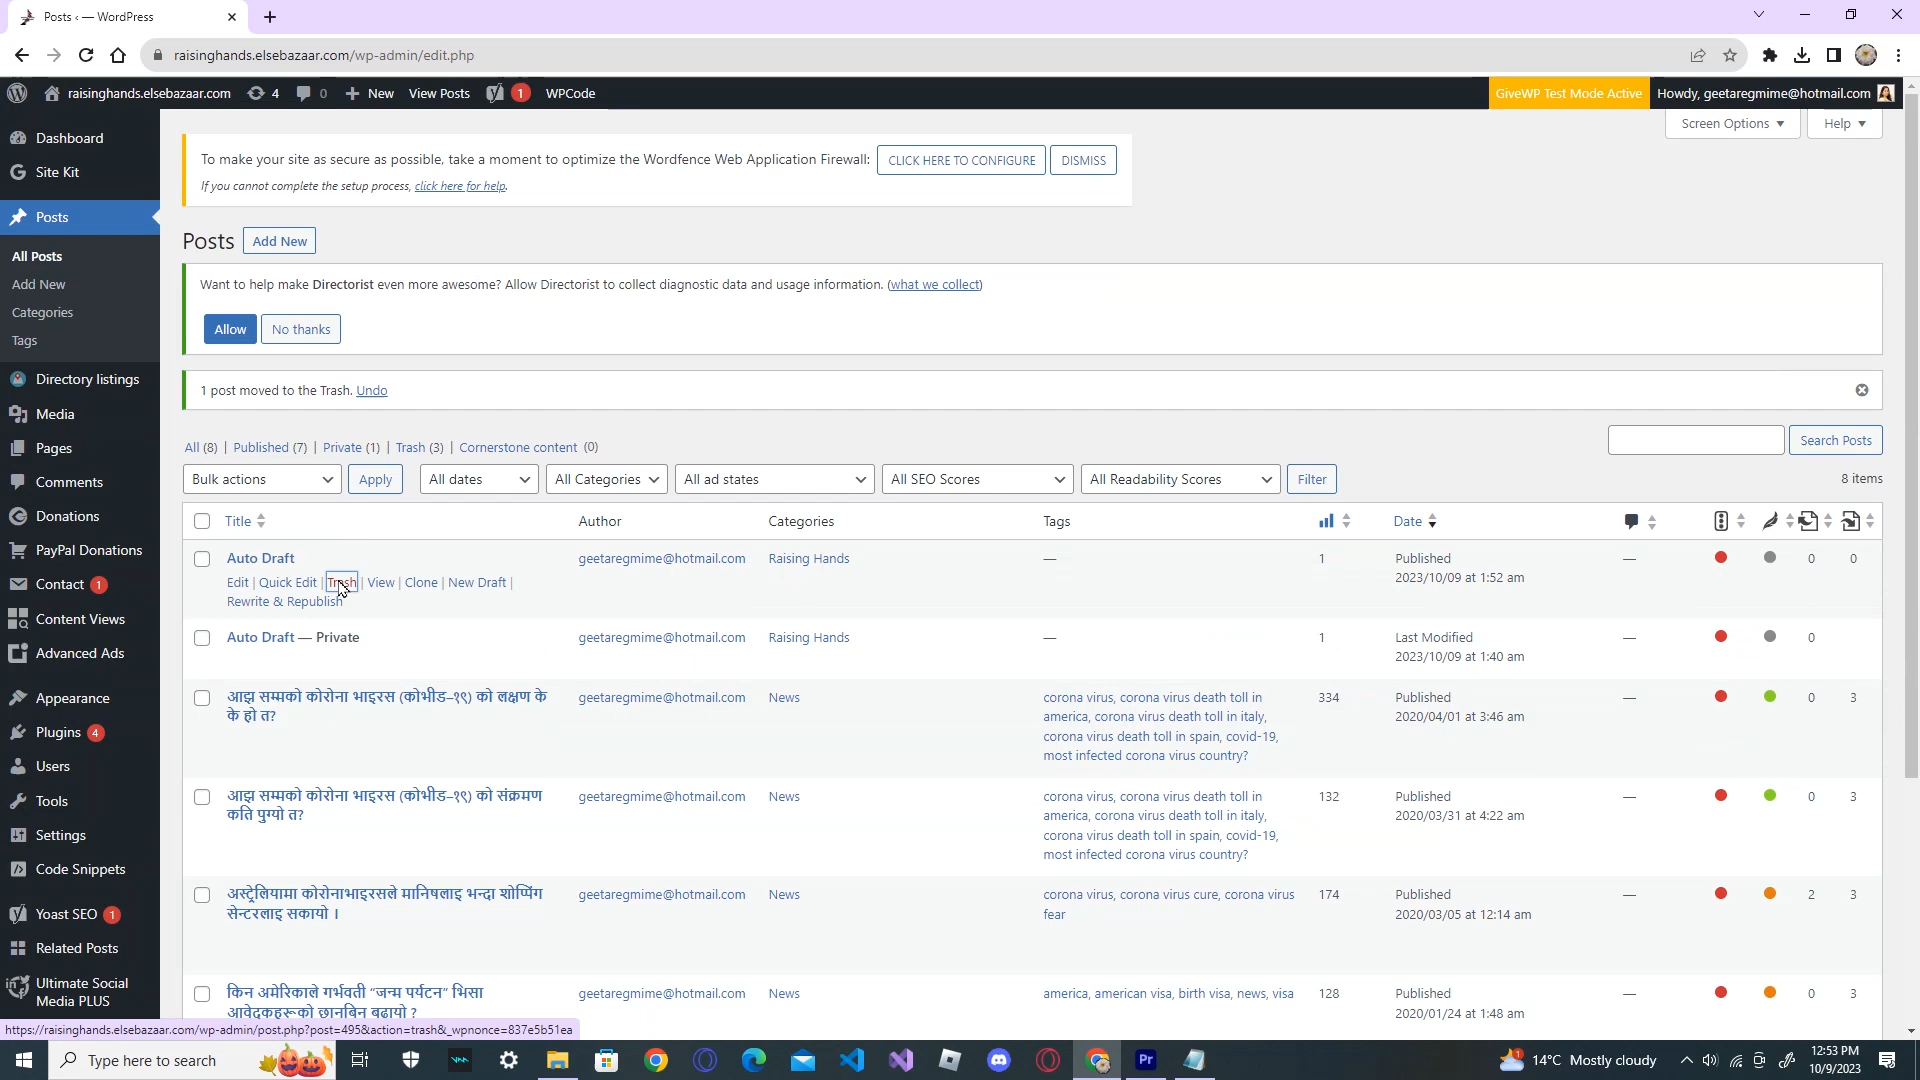 Posts ‹ — WordPress
raisinghands.elsebazaar.com/wp-admin/edit.php
raisinghands.elsebazaar.com 4 0 New View Posts 1 WPCode GiveWP Test Mode Active Howdy, geetaregmime@hotmail.com
Screen Options Help
Dashboard
Site Kit
Posts
All Posts
Add New
Categories
Tags
Directory listings
Media
Pages
Comments
Donations
PayPal Donations
Contact 1
Content Views
Advanced Ads
Appearance
Plugins 4
Users
Tools
Settings
Code Snippets
Yoast SEO 1
Related Posts
Ultimate Social
Media PLUS
To make your site as secure as possible, take a moment to optimize the Wordfence Web Application Firewall: CLICK HERE TO CONFIGURE DISMISS
If you cannot complete the setup process, click here for help.
Posts Add New
Want to help make Directorist even more awesome? Allow Directorist to collect diagnostic data and usage information. (what we collect)
Allow No thanks
1 post moved to the Trash. Undo
All (8) | Published (7) | Private (1) | Trash (3) | Cornerstone content (0) Search Posts
Bulk actions Apply All dates All Categories All ad states All SEO Scores All Readability Scores Filter 8 items
Title Author Categories Tags Date
Auto Draft geetaregmime@hotmail.com Raising Hands — 1 Published — 0 0
2023/10/09 at 1:52 am
Edit | Quick Edit | Trash | View | Clone | New Draft |
Rewrite & Republish
Auto Draft — Private geetaregmime@hotmail.com Raising Hands — 1 Last Modified — 0
2023/10/09 at 1:40 am
आझ सम्मको कोरोना भाइरस (कोभीड–१९) को लक्षण के geetaregmime@hotmail.com News corona virus, corona virus death toll in 334 Published — 0 3
के हो त? america, corona virus death toll in italy, 2020/04/01 at 3:46 am
corona virus death toll in spain, covid-19,
most infected corona virus country?
आझ सम्मको कोरोना भाइरस (कोभीड–१९) को संक्रमण geetaregmime@hotmail.com News corona virus, corona virus death toll in 132 Published — 0 3
कति पुग्यो त? america, corona virus death toll in italy, 2020/03/31 at 4:22 am
corona virus death toll in spain, covid-19,
most infected corona virus country?
अस्ट्रेलियामा कोरोनाभाइरसले मानिषलाइ भन्दा शोप्पिंग geetaregmime@hotmail.com News corona virus, corona virus cure, corona virus 174 Published — 2 3
सेन्टरलाइ सकायो । fear 2020/03/05 at 12:14 am
किन अमेरिकाले गर्भवती “जन्म पर्यटन” भिसा geetaregmime@hotmail.com News america, american visa, birth visa, news, visa 128 Published — 0 3
आवेदकहरूको छानबिन बढायो ? 2020/01/24 at 1:48 am
https://raisinghands.elsebazaar.com/wp-admin/post.php?post=495&action=trash&_wpnonce=837e5b51ea
Type here to search 14°C Mostly cloudy 12:53 PM
10/9/2023